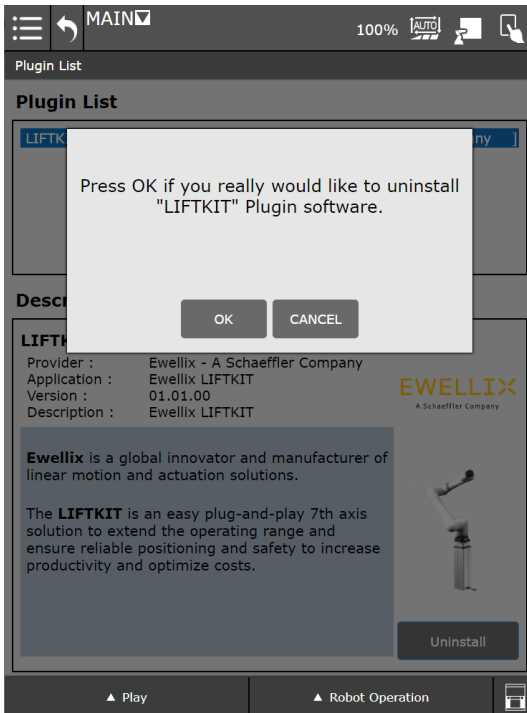 MAIN
100%
AUTO
Plugin List
Plugin List
LIFTK ny ]
Press OK if you really would like to uninstall
"LIFTKIT" Plugin software.
OK CANCEL
Descr
LIFTK
Provider : Ewellix - A Schaeffler Company
Application : Ewellix LIFTKIT
Version : 01.01.00
Description : Ewellix LIFTKIT
EWELLIX
A Schaeffler Company
Ewellix is a global innovator and manufacturer of
linear motion and actuation solutions.
The LIFTKIT is an easy plug-and-play 7th axis
solution to extend the operating range and
ensure reliable positioning and safety to increase
productivity and optimize costs.
Uninstall
▲ Play ▲ Robot Operation